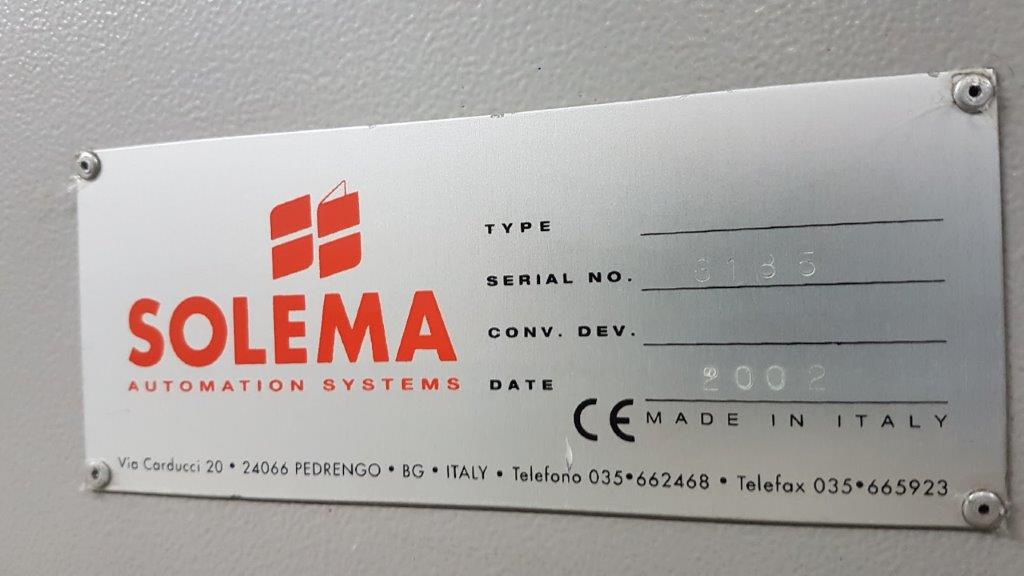 SOLEMA
AUTOMATION SYSTEMS
TYPE
SERIAL NO.
CONV. DEV.
DATE 2002
CE MADE IN ITALY
Via Carducci 20 • 24066 PEDRENGO • BG • ITALY • Telefono 035•662468 • Telefax 035•665923